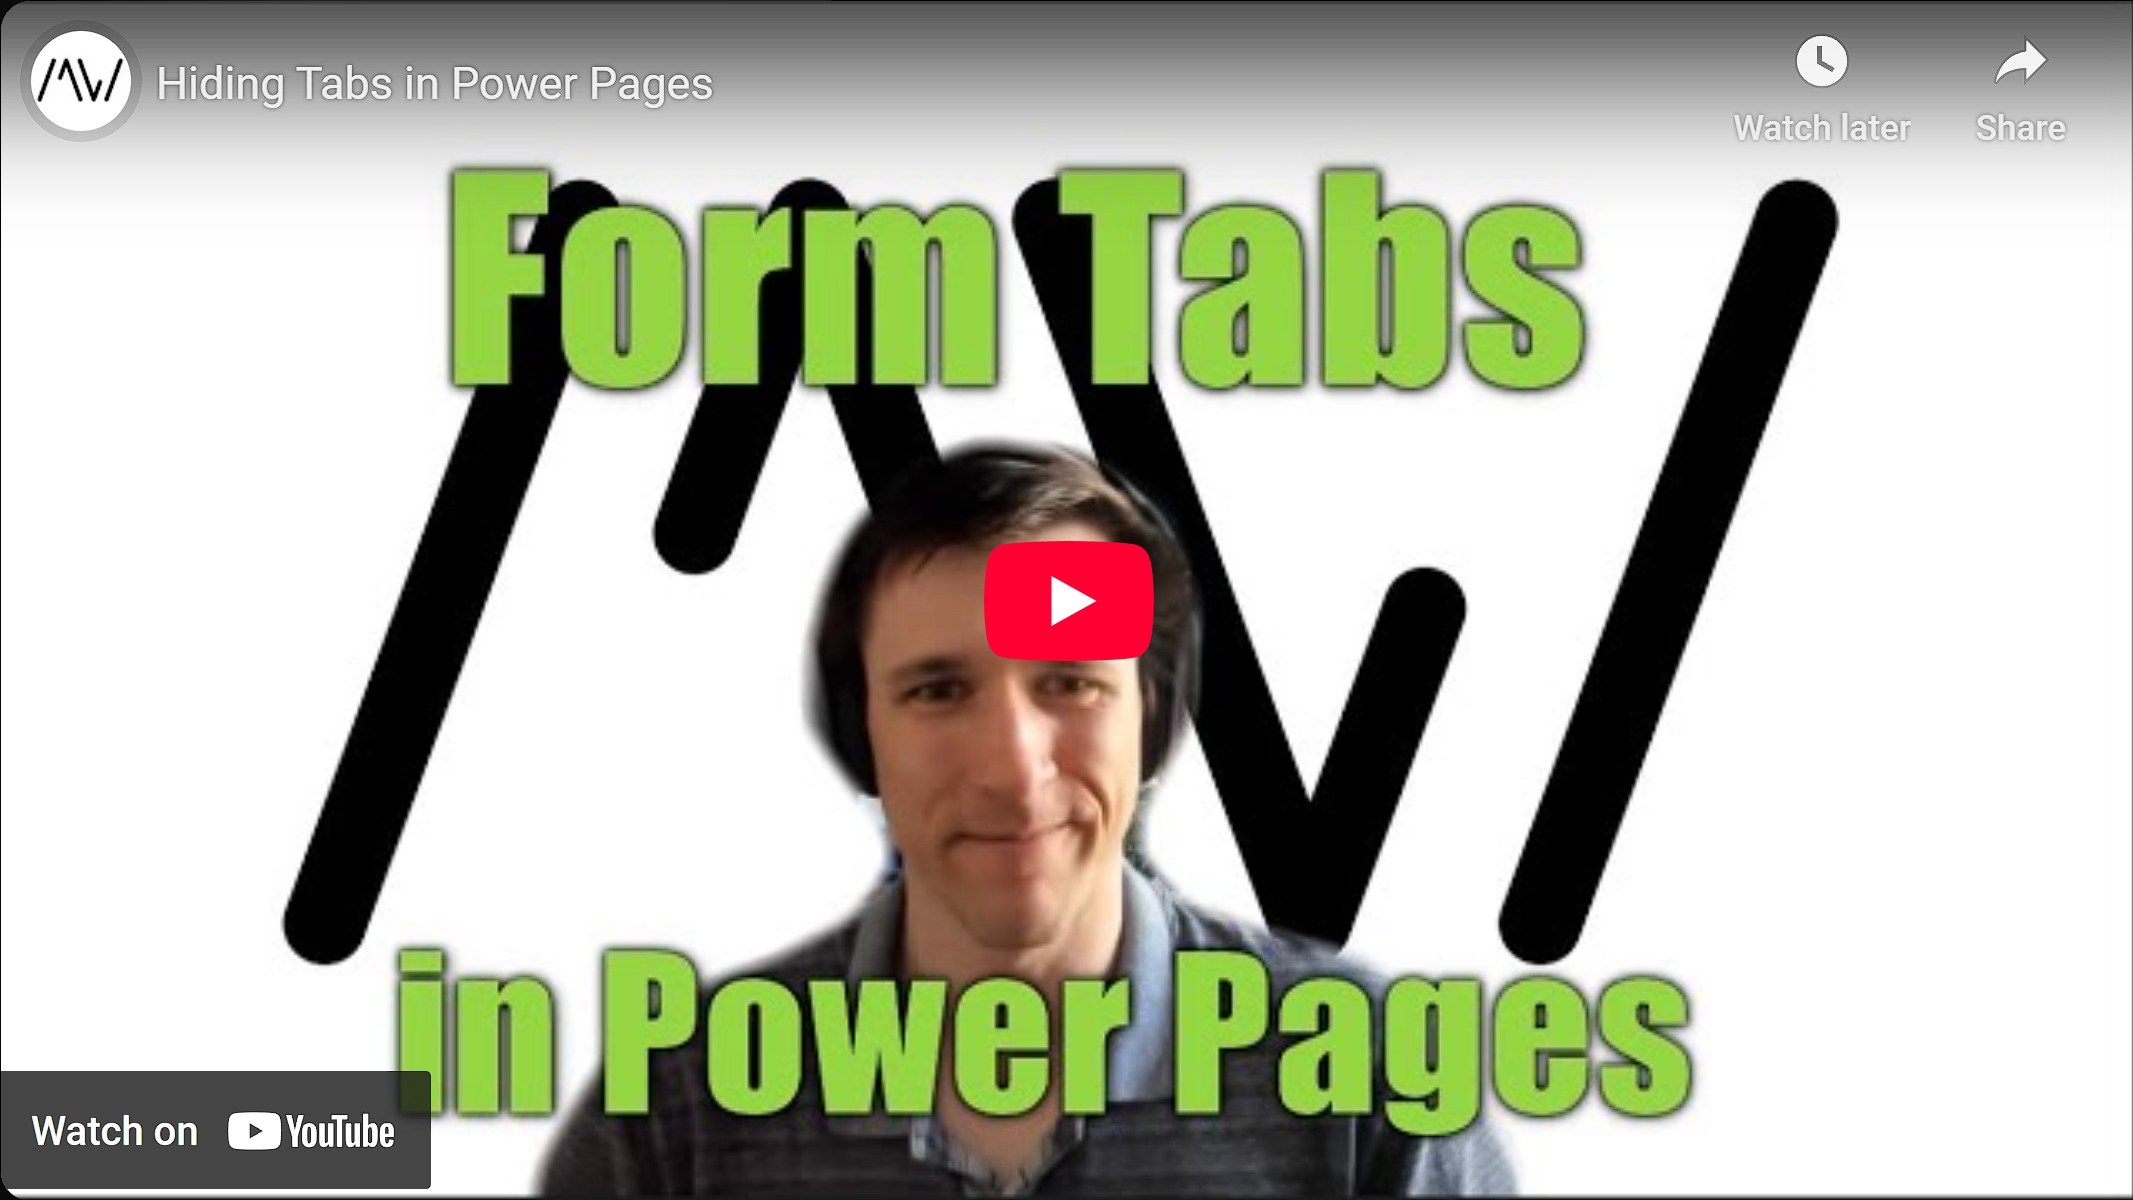 Hiding Tabs in Power Pages
Watch later
Share
Form Tabs
in Power Pages
Watch on YouTube